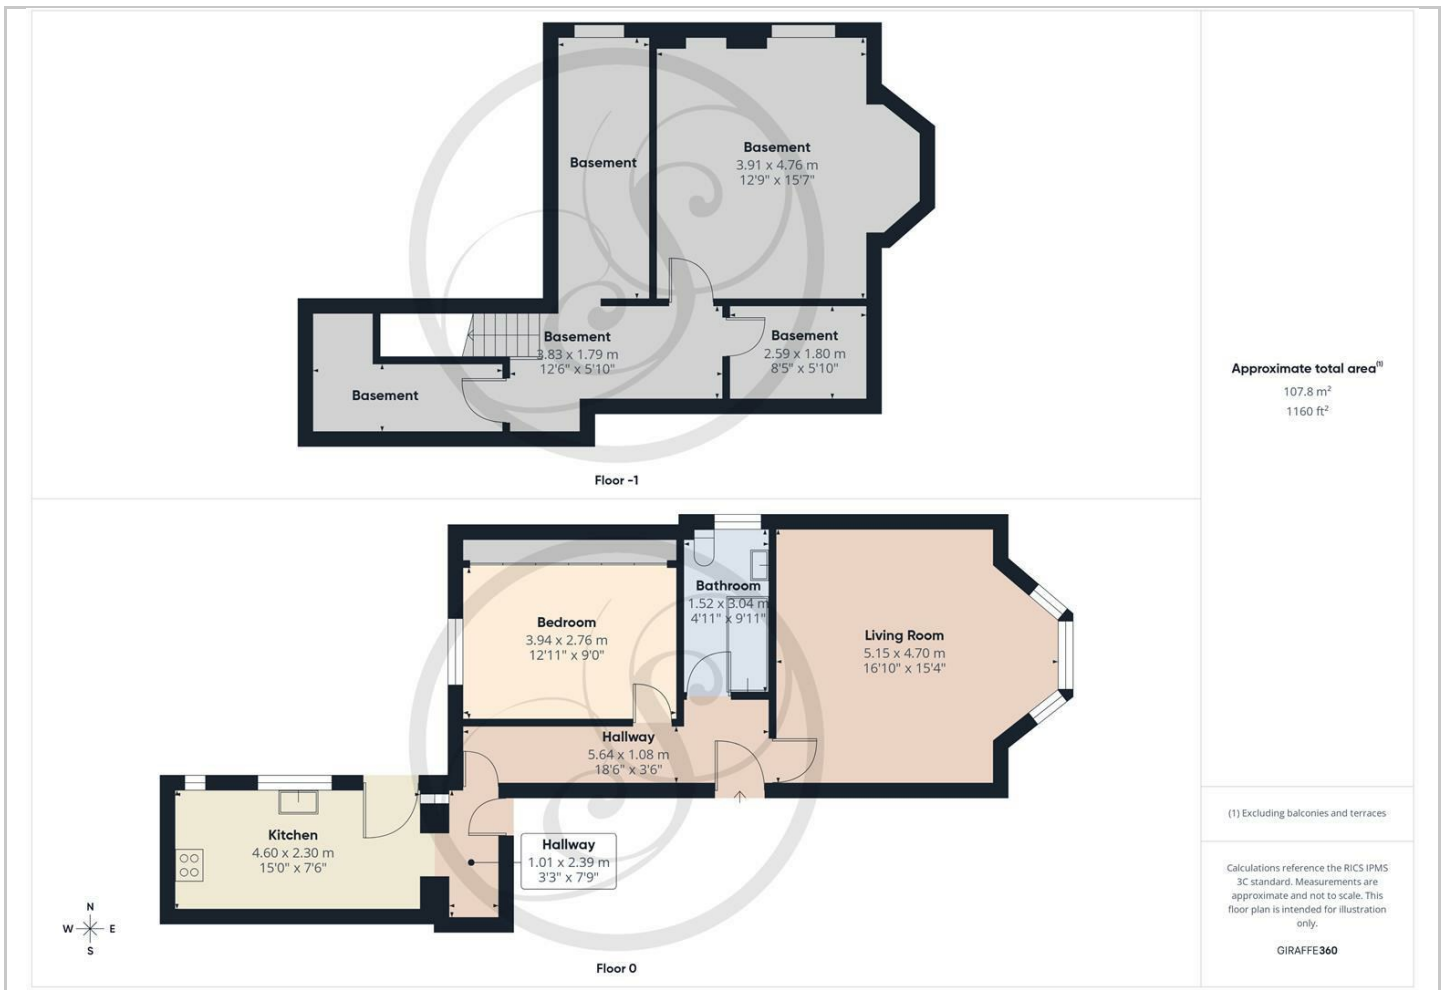 Basement
Basement
3.91 x 4.76 m
12'9" x 15'7"
Basement
3.83 x 1.79 m
12'6" x 5'10"
Basement
2.59 x 1.80 m
8'5" x 5'10"
Basement
Floor -1
Approximate total area(1)
107.8 m²
1160 ft²
Bedroom
3.94 x 2.76 m
12'11" x 9'0"
Bathroom
1.52 x 3.04 m
4'11" x 9'11"
Living Room
5.15 x 4.70 m
16'10" x 15'4"
Hallway
5.64 x 1.08 m
18'6" x 3'6"
Kitchen
4.60 x 2.30 m
15'0" x 7'6"
Hallway
1.01 x 2.39 m
3'3" x 7'9"
N
W E
S
Floor 0
(1) Excluding balconies and terraces
Calculations reference the RICS IPMS
3C standard. Measurements are
approximate and not to scale. This
floor plan is intended for illustration
only.
GIRAFFE360